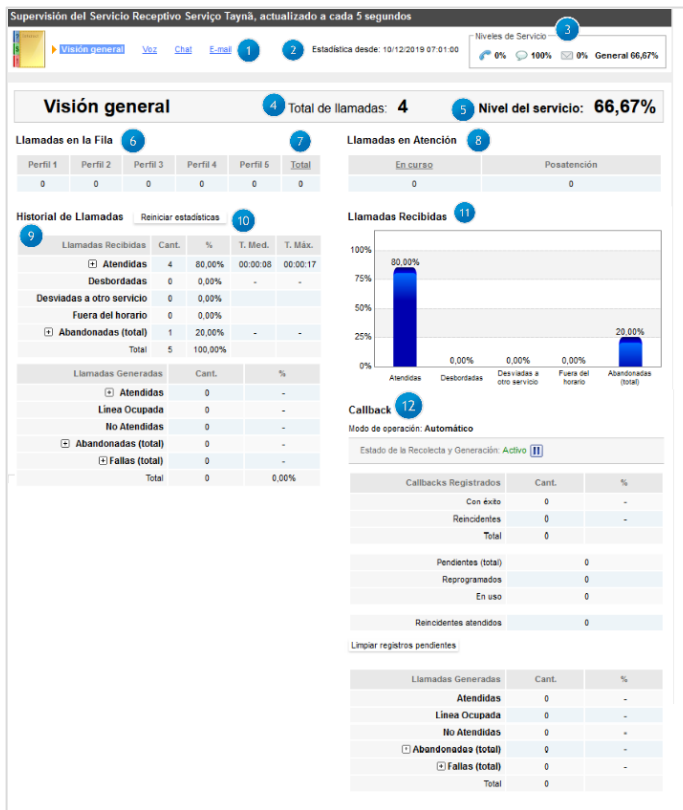 Supervisión del Servicio Receptivo Serviço Taynã, actualizado a cada 5 segundos
Visión general Voz Chat E-mail 1 2 Estadística desde: 10/12/2019 07:01:00
Niveles de Servicio 3
0% 100% 0% General 66,67%
Visión general 4 Total de llamadas: 4 5 Nivel del servicio: 66,67%
Llamadas en la Fila 6 7
Perfil 1 Perfil 2 Perfil 3 Perfil 4 Perfil 5 Total
0 0 0 0 0 0
Llamadas en Atención 8
En curso Posatención
0 0
Historial de Llamadas Reiniciar estadísticas 10
9 Llamadas Recibidas Cant. % T. Med. T. Máx.
Atendidas 4 80,00% 00:00:08 00:00:17
Desbordadas 0 0,00% - -
Desviadas a otro servicio 0 0,00%
Fuera del horario 0 0,00%
Abandonadas (total) 1 20,00% - -
Total 5 100,00%
Llamadas Generadas Cant. %
Atendidas 0 -
Línea Ocupada 0 -
No Atendidas 0 -
Abandonadas (total) 0 -
Fallas (total) 0 -
Total 0 0,00%
Llamadas Recibidas 11
100%
75%
50%
25%
0%
80,00% 0,00% 0,00% 0,00% 20,00%
Atendidas Desbordadas Desviadas a otro servicio Fuera del horario Abandonadas (total)
Callback 12
Modo de operación: Automático
Estado de la Recolecta y Generación: Activo
Callbacks Registrados Cant. %
Con éxito 0 -
Reincidentes 0 -
Total 0
Pendientes (total) 0
Reprogramados 0
En uso 0
Reincidentes atendidos 0
Limpiar registros pendientes
Llamadas Generadas Cant. %
Atendidas 0 -
Línea Ocupada 0 -
No Atendidas 0 -
Abandonadas (total) 0 -
Fallas (total) 0 -
Total 0